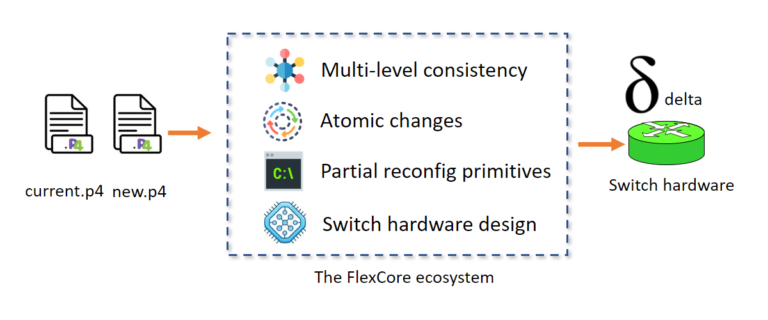 .P4
.P4
current.p4 new.p4
Multi-level consistency
Atomic changes
C:\
Partial reconfig primitives
Switch hardware design
The FlexCore ecosystem
δ delta
Switch hardware